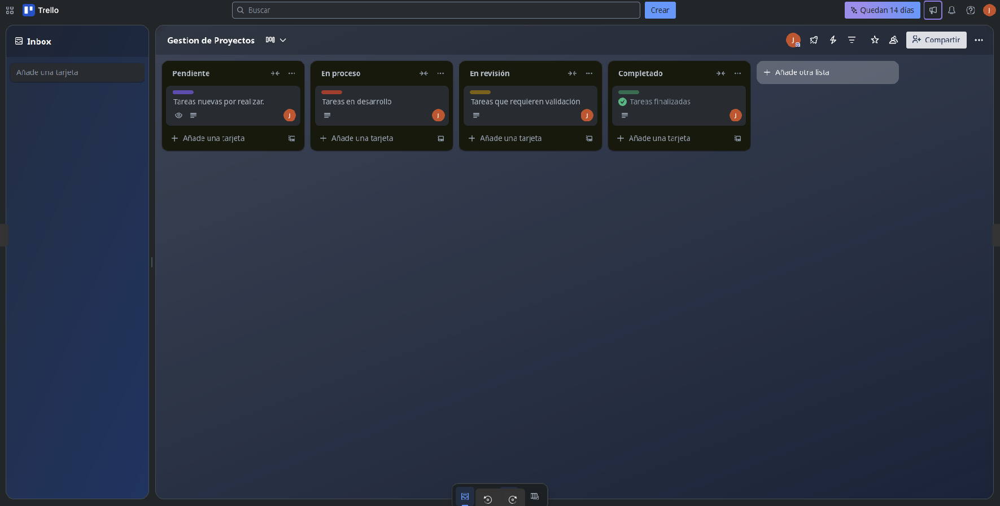 Trello
Buscar
Crear
Quedan 14 días
J
Inbox
Añade una tarjeta
Gestion de Proyectos
J
Compartir
Pendiente
Tareas nuevas por realizar.
J
Añade una tarjeta
En proceso
Tareas en desarrollo
J
Añade una tarjeta
En revisión
Tareas que requieren validación
J
Añade una tarjeta
Completado
Tareas finalizadas
J
Añade una tarjeta
Añade otra lista